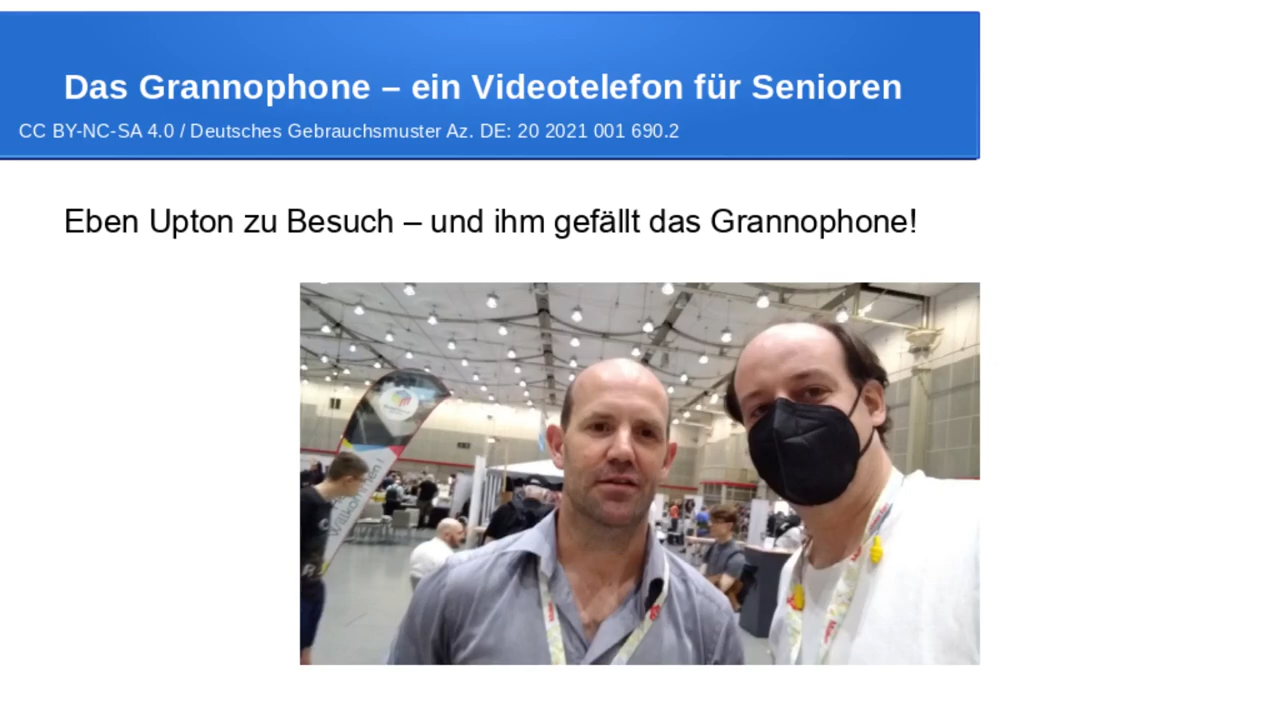 Das Grannophone – ein Videotelefon für Senioren
CC BY-NC-SA 4.0 / Deutsches Gebrauchsmuster Az. DE: 20 2021 001 690.2
Eben Upton zu Besuch – und ihm gefällt das Grannophone!
Willkommen!